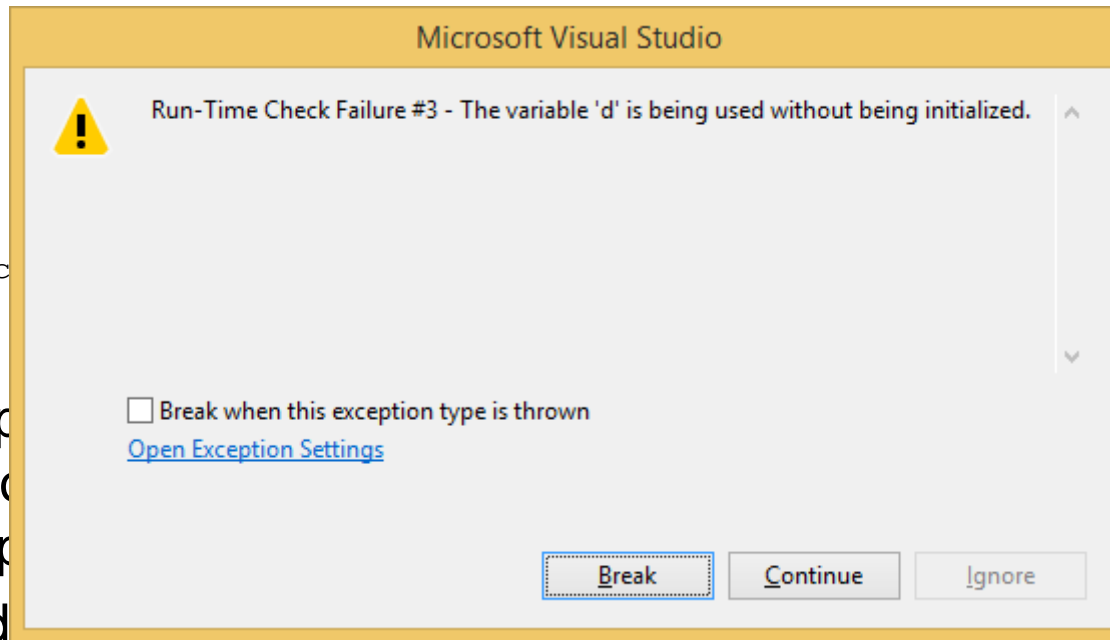 Microsoft Visual Studio
Run-Time Check Failure #3 - The variable 'd' is being used without being initialized.
Break when this exception type is thrown
Open Exception Settings
Break
Continue
Ignore